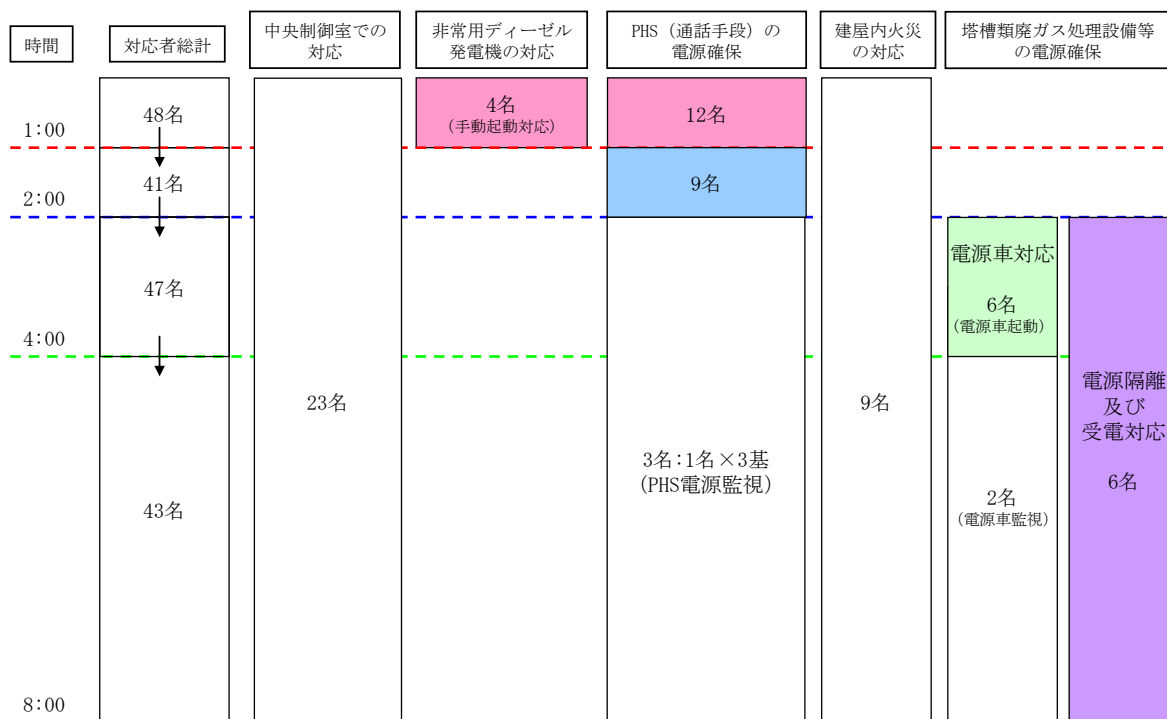 時間
対応者総計
中央制御室での
対応
非常用ディーゼル
発電機の対応
PHS（通話手段）の
電源確保
建屋内火災
の対応
塔槽類廃ガス処理設備等
の電源確保
1:00
2:00
4:00
8:00
48名
41名
47名
43名
23名
4名
（手動起動対応）
12名
9名
3名:1名×3基
（PHS電源監視）
9名
電源車対応
6名
（電源車起動）
2名
（電源車監視）
電源隔離
及び
受電対応
6名